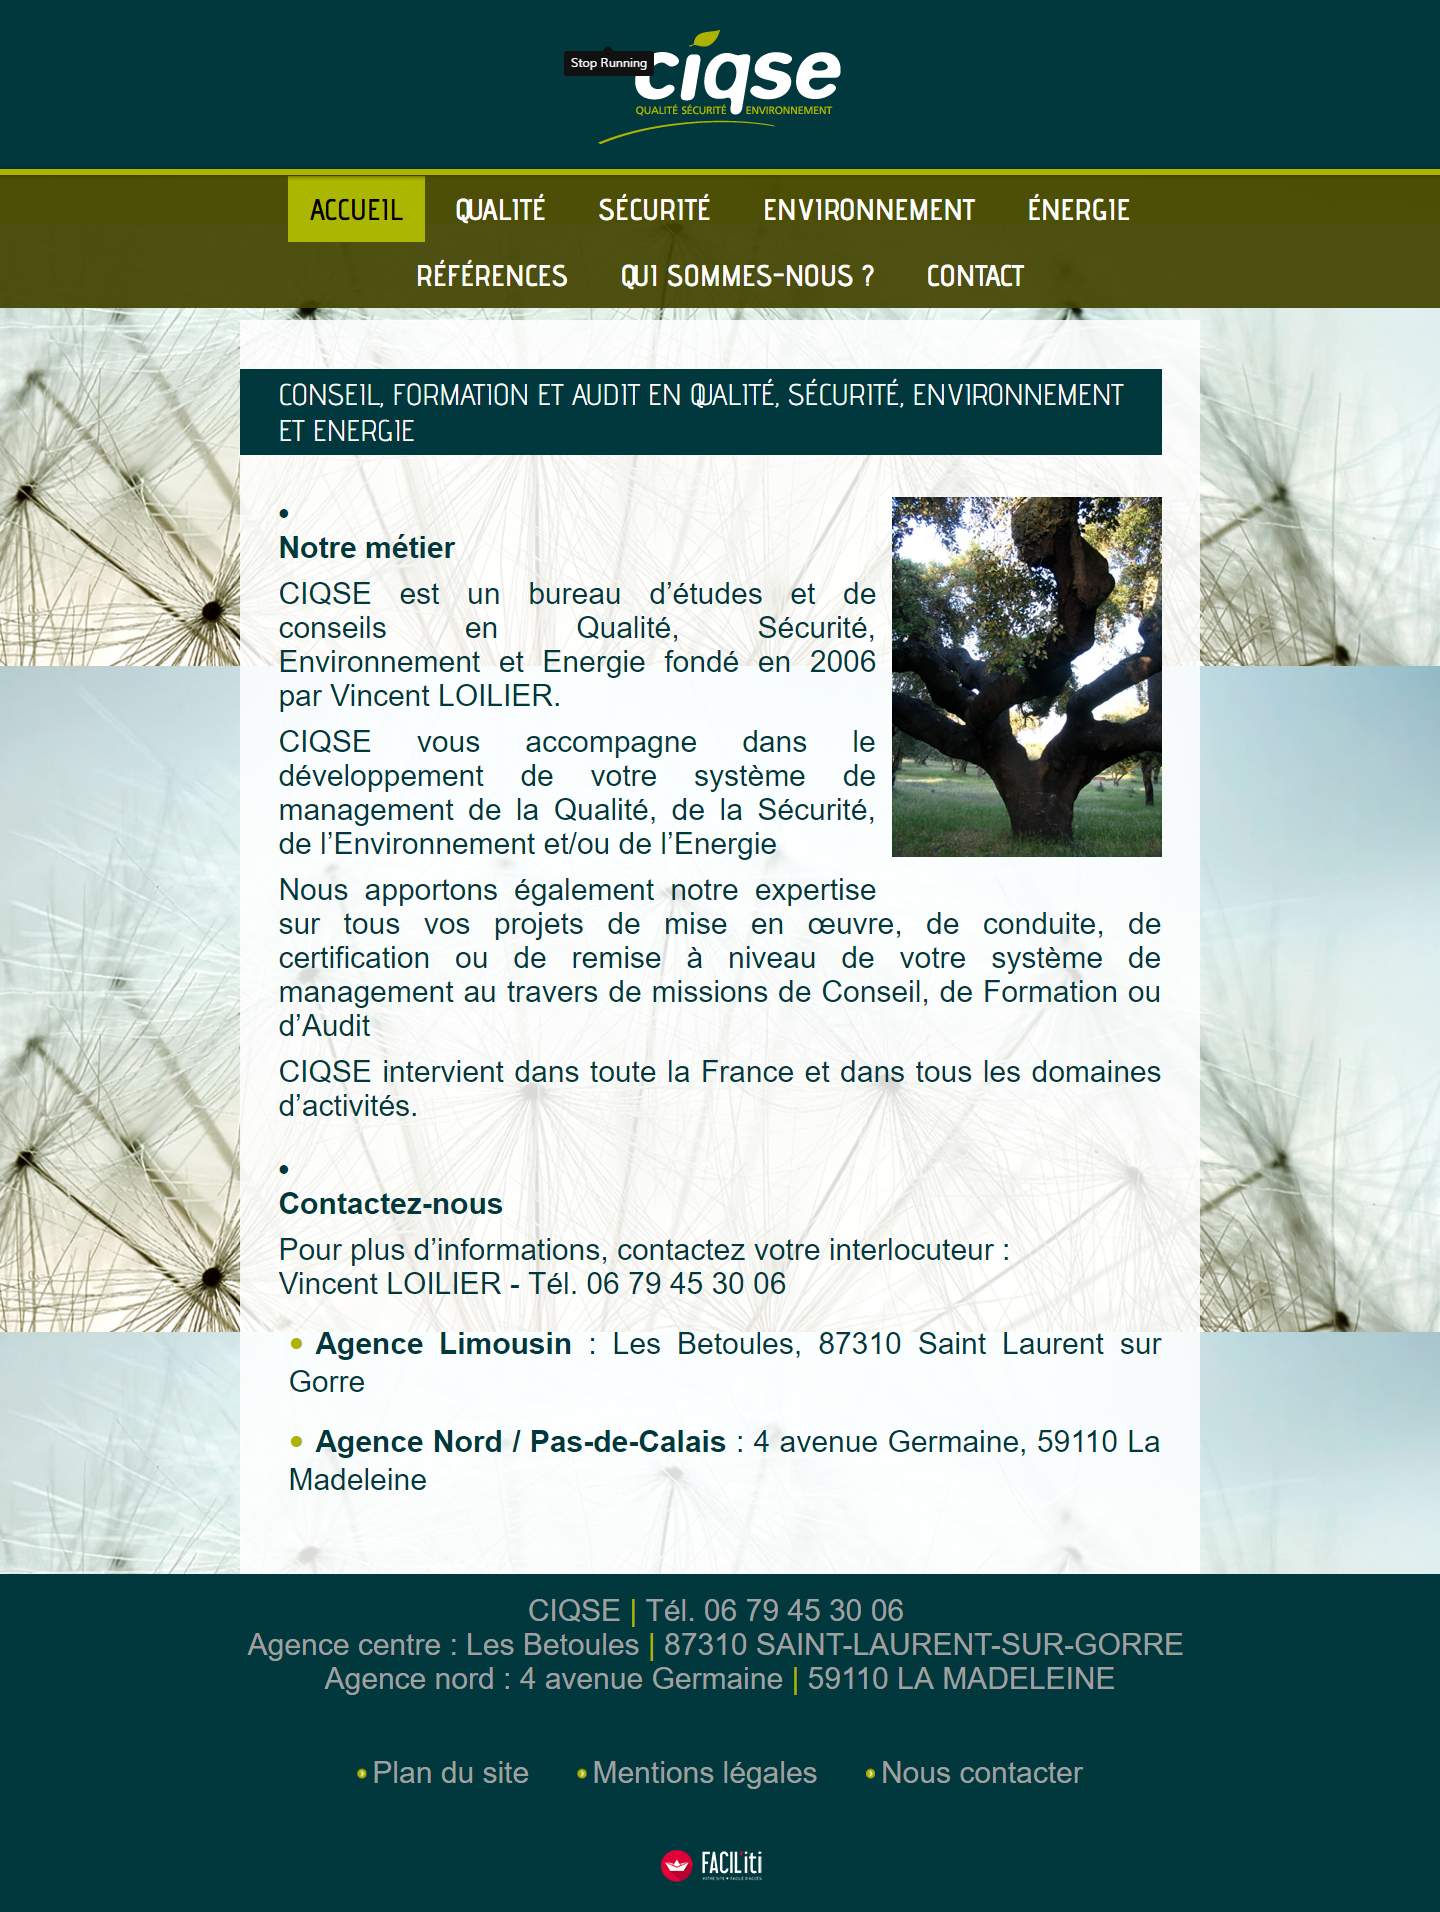 Stop Running
ciqse
QUALITÉ SÉCURITÉ ENVIRONNEMENT
ACCUEIL QUALITÉ SÉCURITÉ ENVIRONNEMENT ÉNERGIE
RÉFÉRENCES QUI SOMMES-NOUS ? CONTACT
CONSEIL, FORMATION ET AUDIT EN QUALITÉ, SÉCURITÉ, ENVIRONNEMENT
ET ENERGIE
•
Notre métier
CIQSE est un bureau d’études et de
conseils en Qualité, Sécurité,
Environnement et Energie fondé en 2006
par Vincent LOILIER.
CIQSE vous accompagne dans le
développement de votre système de
management de la Qualité, de la Sécurité,
de l’Environnement et/ou de l’Energie
Nous apportons également notre expertise
sur tous vos projets de mise en œuvre, de conduite, de
certification ou de remise à niveau de votre système de
management au travers de missions de Conseil, de Formation ou
d’Audit
CIQSE intervient dans toute la France et dans tous les domaines
d’activités.
•
Contactez-nous
Pour plus d’informations, contactez votre interlocuteur :
Vincent LOILIER - Tél. 06 79 45 30 06
• Agence Limousin : Les Betoules, 87310 Saint Laurent sur
Gorre
• Agence Nord / Pas-de-Calais : 4 avenue Germaine, 59110 La
Madeleine
CIQSE | Tél. 06 79 45 30 06
Agence centre : Les Betoules | 87310 SAINT-LAURENT-SUR-GORRE
Agence nord : 4 avenue Germaine | 59110 LA MADELEINE
Plan du site Mentions légales Nous contacter
FACIL'iti
VOTRE SITE + FACILE D'ACCÈS